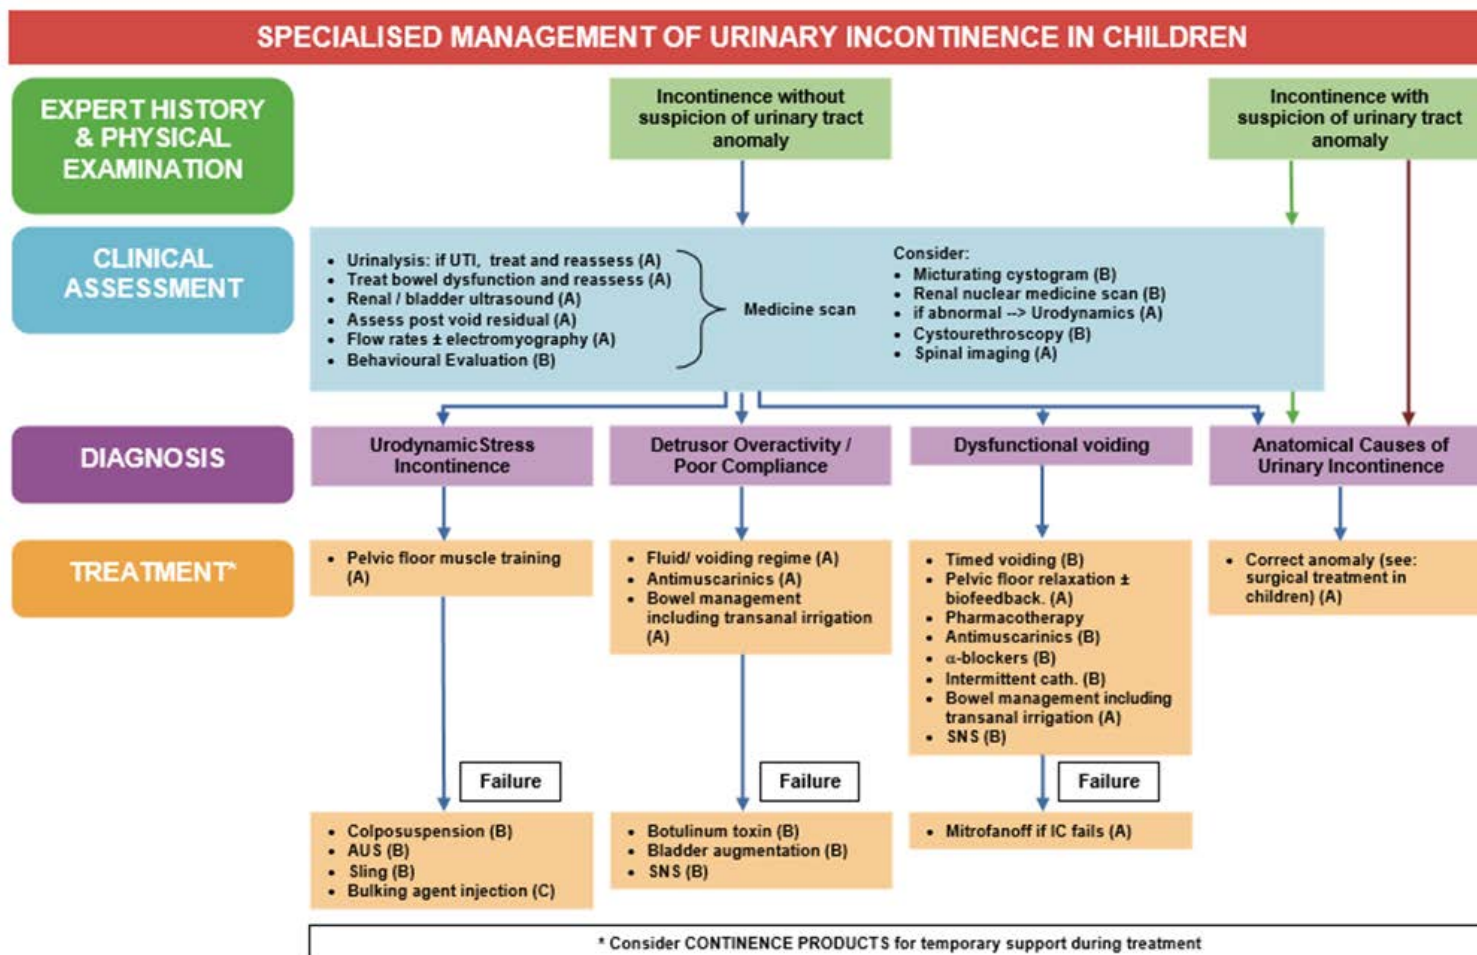 SPECIALISED MANAGEMENT OF URINARY INCONTINENCE IN CHILDREN
EXPERT HISTORY
& PHYSICAL
EXAMINATION
Incontinence without
suspicion of urinary tract
anomaly
Incontinence with
suspicion of urinary tract
anomaly
CLINICAL
ASSESSMENT
• Urinalysis: if UTI, treat and reassess (A)
• Treat bowel dysfunction and reassess (A)
• Renal / bladder ultrasound (A)
• Assess post void residual (A)
• Flow rates ± electromyography (A)
• Behavioural Evaluation (B)
Medicine scan
Consider:
• Micturating cystogram (B)
• Renal nuclear medicine scan (B)
• if abnormal --> Urodynamics (A)
• Cystourethroscopy (B)
• Spinal imaging (A)
DIAGNOSIS
Urodynamic Stress
Incontinence
Detrusor Overactivity /
Poor Compliance
Dysfunctional voiding
Anatomical Causes of
Urinary Incontinence
TREATMENT*
• Pelvic floor muscle training
(A)
• Fluid/ voiding regime (A)
• Antimuscarinics (A)
• Bowel management
including transanal irrigation
(A)
• Timed voiding (B)
• Pelvic floor relaxation ±
biofeedback. (A)
• Pharmacotherapy
• Antimuscarinics (B)
• α-blockers (B)
• Intermittent cath. (B)
• Bowel management including
transanal irrigation (A)
• SNS (B)
• Correct anomaly (see:
surgical treatment in
children) (A)
Failure
Failure
Failure
• Colposuspension (B)
• AUS (B)
• Sling (B)
• Bulking agent injection (C)
• Botulinum toxin (B)
• Bladder augmentation (B)
• SNS (B)
• Mitrofanoff if IC fails (A)
* Consider CONTINENCE PRODUCTS for temporary support during treatment